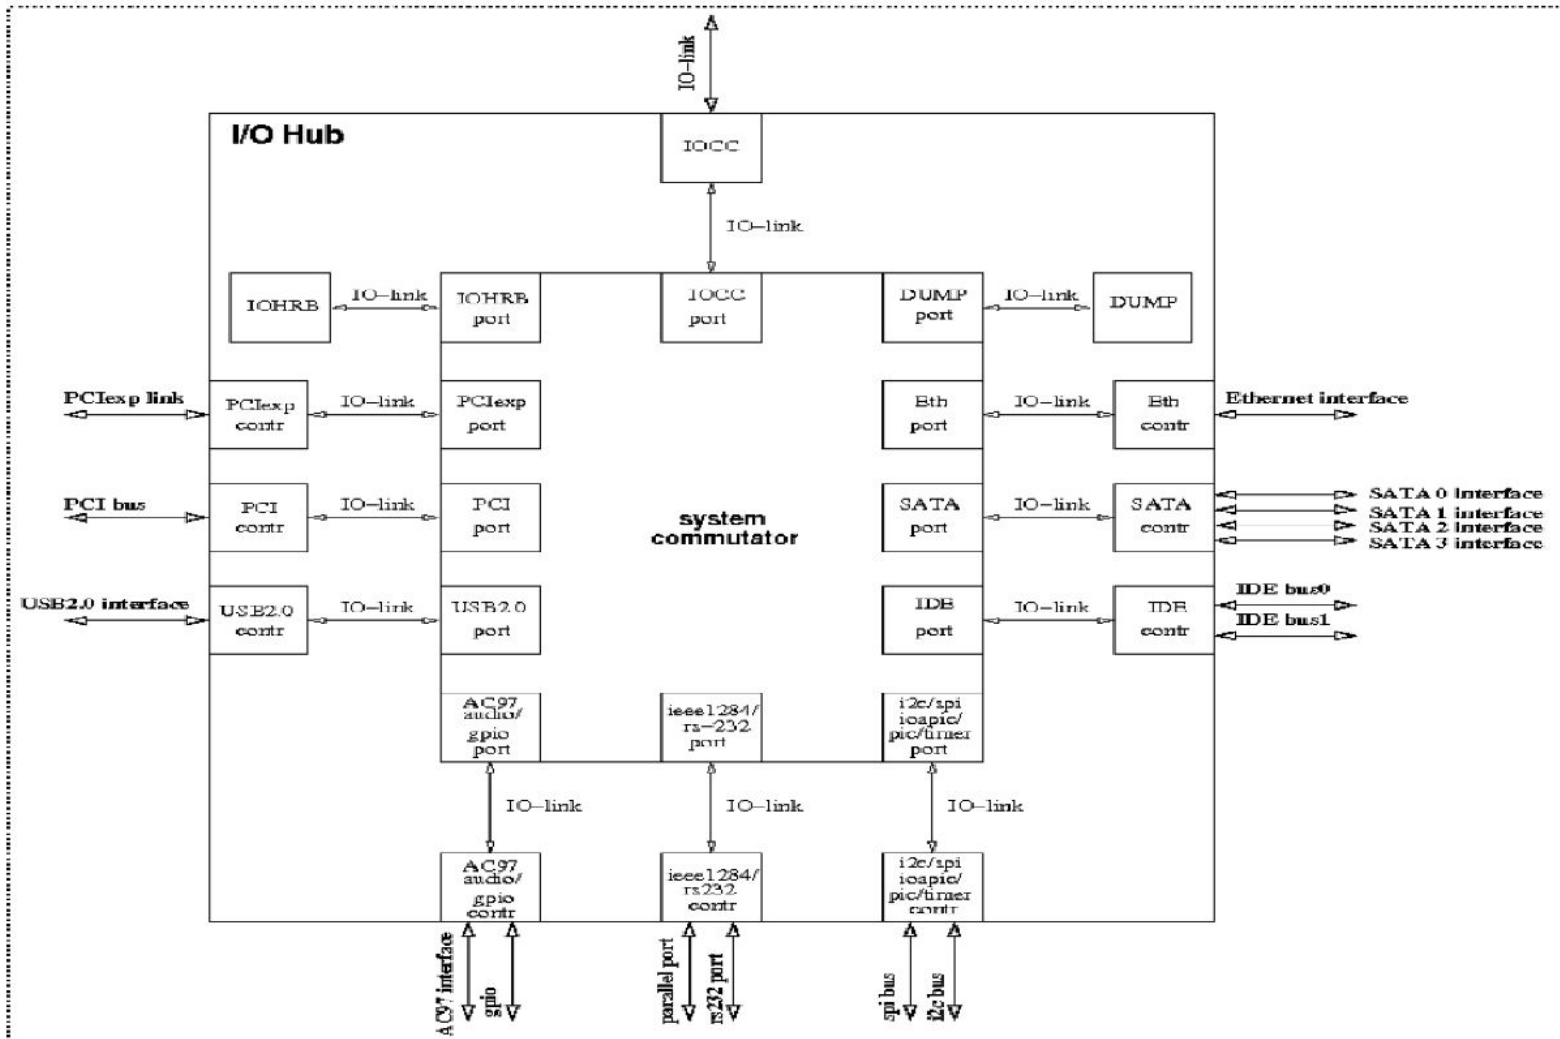 IO-link
I/O Hub
IOCC
IO-link
IOHRB
IO-link
IOHRB
port
IOCC
port
DUMP
port
IO-link
DUMP
PCIexp link
PCIexp
contr
IO-link
PCIexp
port
Eth
port
IO-link
Eth
contr
Ethernet interface
PCI bus
PCI
contr
IO-link
PCI
port
system
commutator
SATA
port
IO-link
SATA
contr
SATA 0 interface
SATA 1 interface
SATA 2 interface
SATA 3 interface
USB2.0 interface
USB2.0
contr
IO-link
USB2.0
port
IDE
port
IO-link
IDE
contr
IDE bus0
IDE bus1
AC97
audio/
gpio
port
ieee1284/
rs-232
port
i2c/spi
ioapic/
pic/timer
port
IO-link
IO-link
IO-link
AC97
audio/
gpio
contr
ieee1284/
rs232
contr
i2c/spi
ioapic/
pic/timer
contr
AC97 interface
gpio
parallel port
rs232 port
spi bus
i2c bus